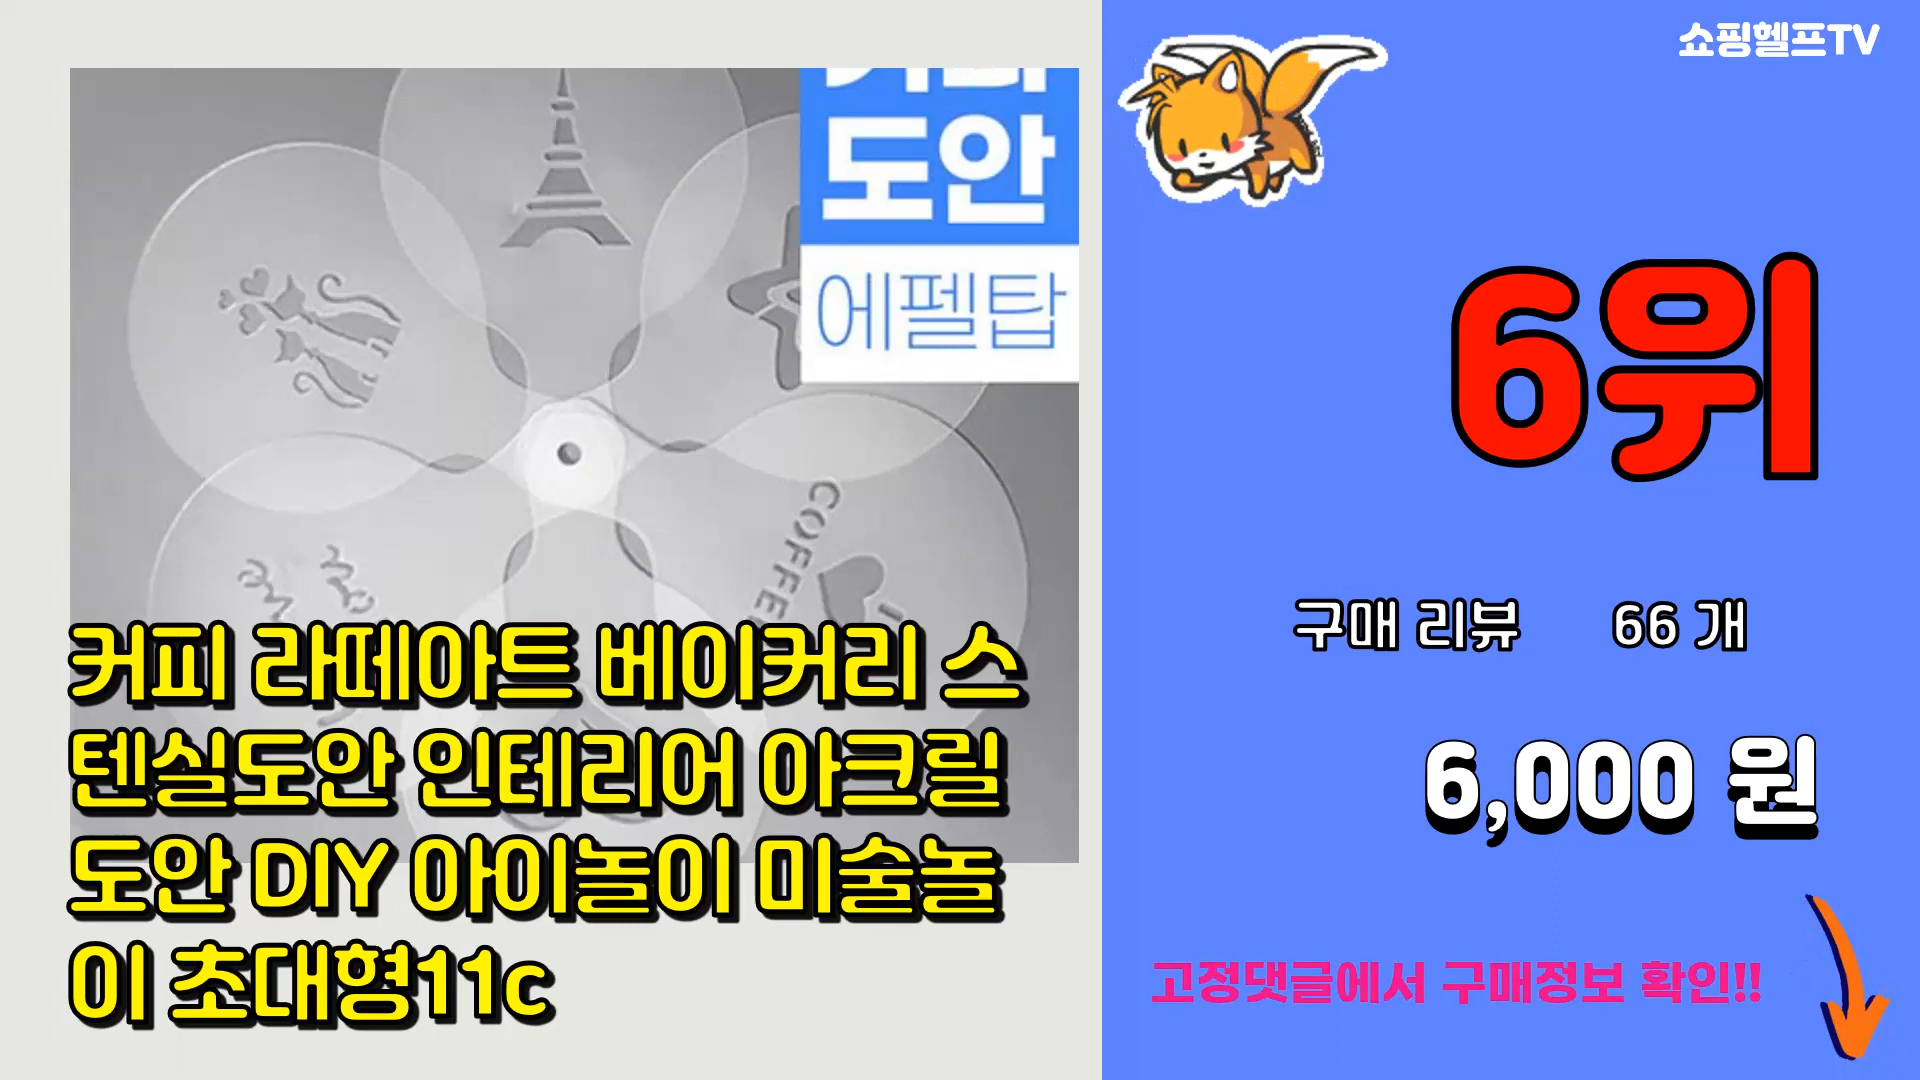 쇼핑헬프TV
도안
에펠탑
6위
COFFEE
구매 리뷰 66 개
커피 라떼아트 베이커리 스
텐실도안 인테리어 아크릴
도안 DIY 아이놀이 미술놀
이 초대형11c
6,000 원
고정댓글에서 구매정보 확인!!